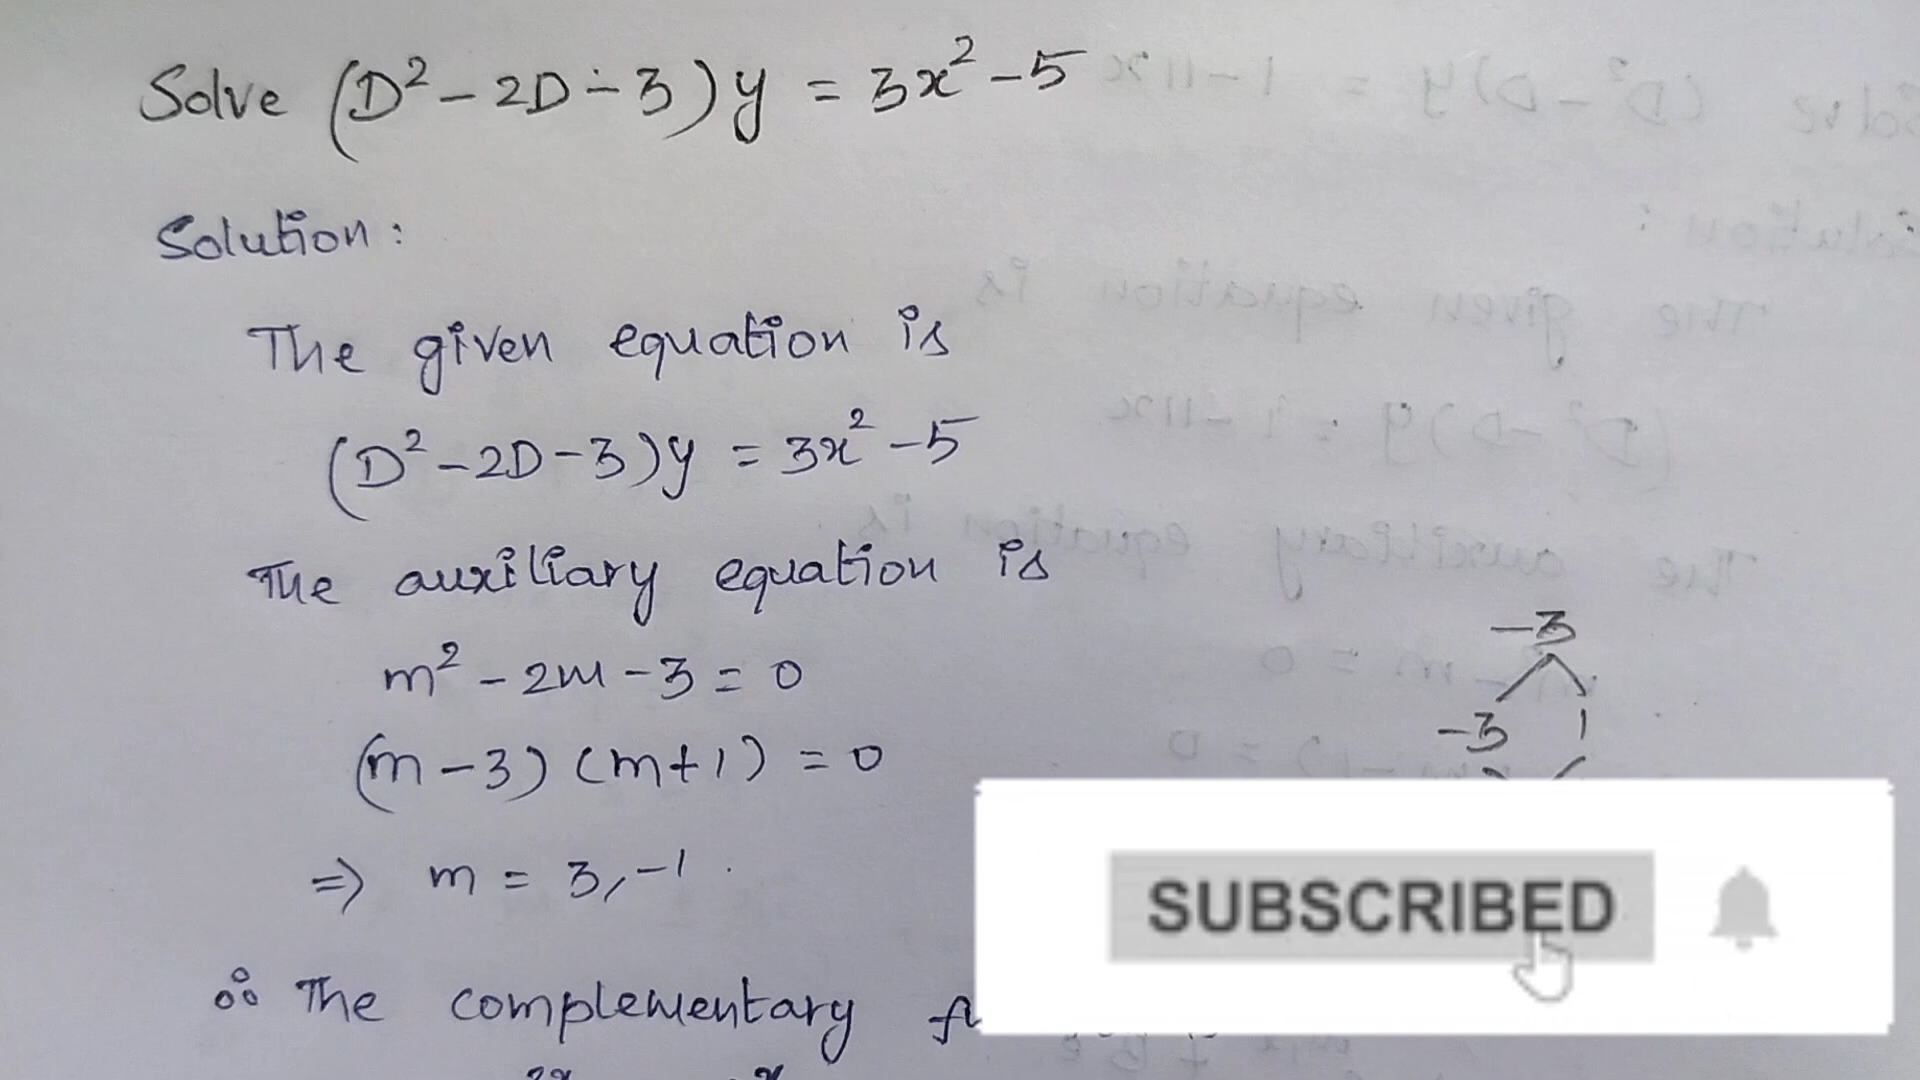 Solve (D² - 2D - 3)y = 3x² - 5
Solution:
The given equation is
(D² - 2D - 3)y = 3x² - 5
The auxiliary equation is
m² - 2m - 3 = 0
(m - 3) (m + 1) = 0
⇒ m = 3, -1.
-3
-3 1
∴ The complementary
SUBSCRIBED